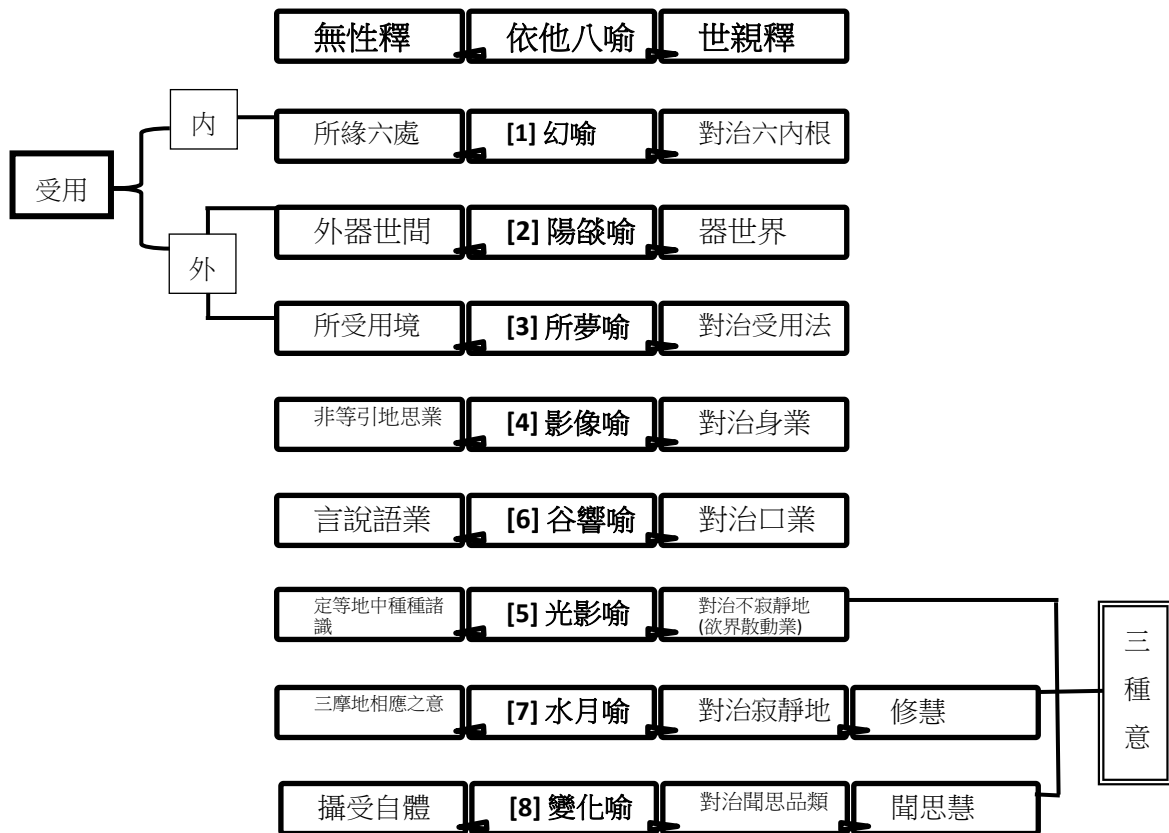 無性釋 依他八喻 世親釋
內
所緣六處 [1] 幻喻 對治六內根
受用
外器世間 [2] 陽燄喻 器世界
外
所受用境 [3] 所夢喻 對治受用法
非等引地思業 [4] 影像喻 對治身業
言說語業 [6] 谷響喻 對治口業
定等地中種種諸
識
[5] 光影喻
對治不寂靜地
(欲界散動業)
三
種
意
三摩地相應之意 [7] 水月喻 對治寂靜地 修慧
攝受自體 [8] 變化喻 對治聞思品類 聞思慧